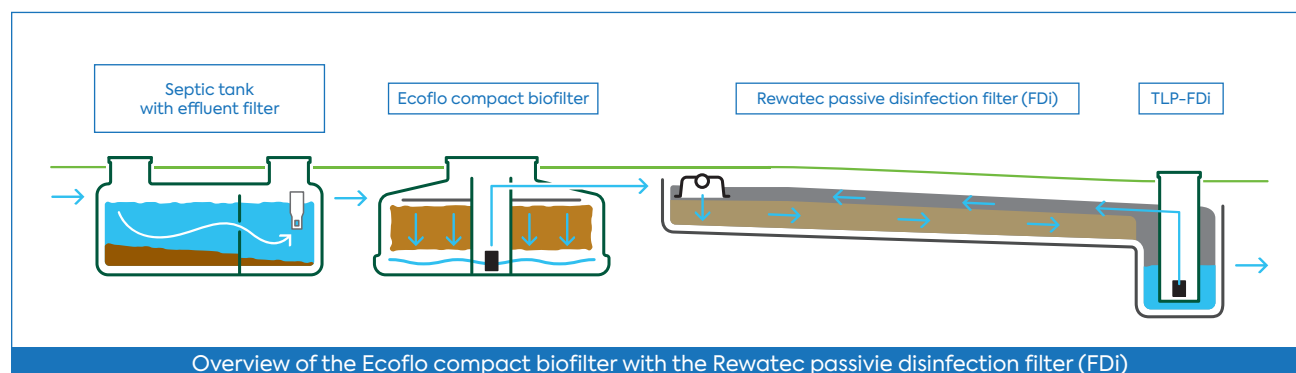 Septic tank
with effluent filter
Ecoflo compact biofilter
Rewatec passive disinfection filter (FDi)
TLP-FDi
Overview of the Ecoflo compact biofilter with the Rewatec passivie disinfection filter (FDi)